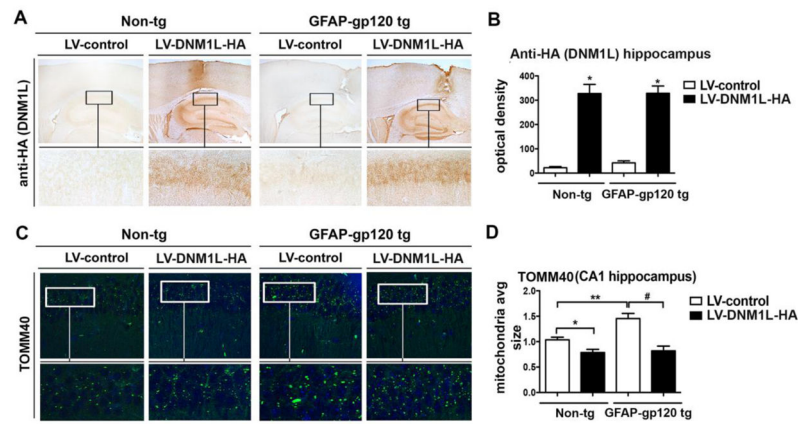 A
Non-tg GFAP-gp120 tg
LV-control LV-DNM1L-HA LV-control LV-DNM1L-HA
anti-HA (DNM1L)
B
Anti-HA (DNM1L) hippocampus
optical density
400
300
200
100
0
* *
LV-control
LV-DNM1L-HA
Non-tg GFAP-gp120 tg
C
Non-tg GFAP-gp120 tg
LV-control LV-DNM1L-HA LV-control LV-DNM1L-HA
TOMM40
D
TOMM40 (CA1 hippocampus)
mitochondria avg
size
2.0
1.5
1.0
0.5
0.0
** #
*
LV-control
LV-DNM1L-HA
Non-tg GFAP-gp120 tg